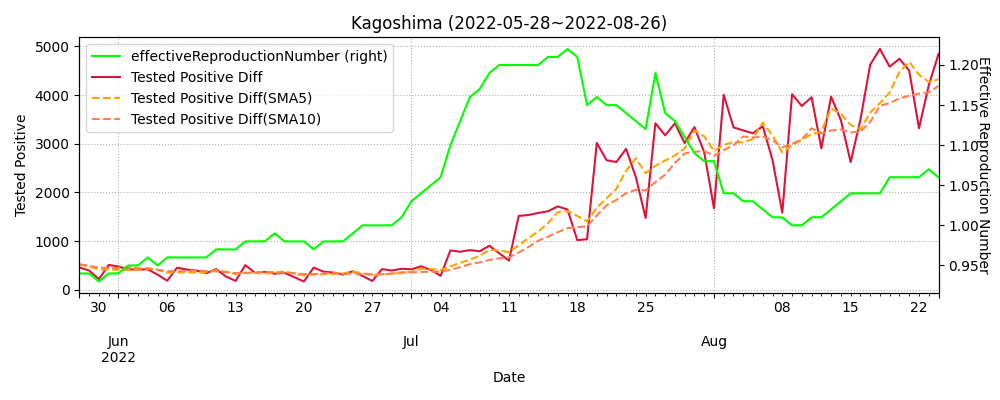 Kagoshima (2022-05-28~2022-08-26)
effectiveReproductionNumber (right)
Tested Positive Diff
Tested Positive Diff(SMA5)
Tested Positive Diff(SMA10)
Tested Positive
5000
4000
3000
2000
1000
0
Effective Reproduction Number
1.20
1.15
1.10
1.05
1.00
0.95
30 06 13 20 27 04 11 18 25 08 15 22
Jun Jul Aug
2022
Date